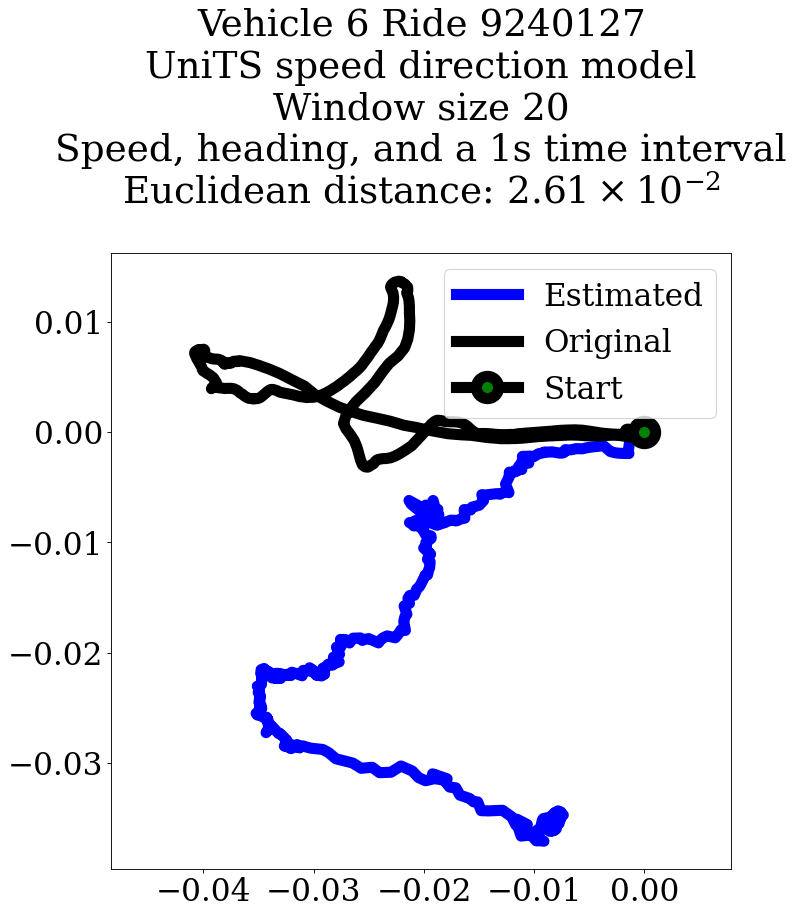 Vehicle 6 Ride 9240127
UniTS speed direction model
Window size 20
Speed, heading, and a 1s time interval
Euclidean distance: 2.61 × 10⁻²
Estimated
Original
Start
0.01
0.00
−0.01
−0.02
−0.03
−0.04 −0.03 −0.02 −0.01 0.00